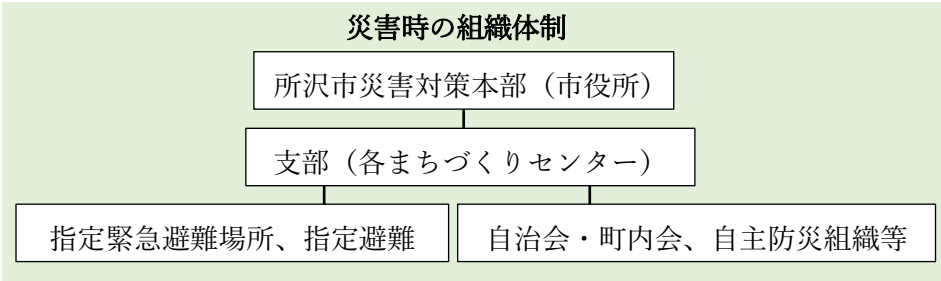 災害時の組織体制
所沢市災害対策本部（市役所）
支部（各まちづくりセンター）
指定緊急避難場所、指定避難
自治会・町内会、自主防災組織等